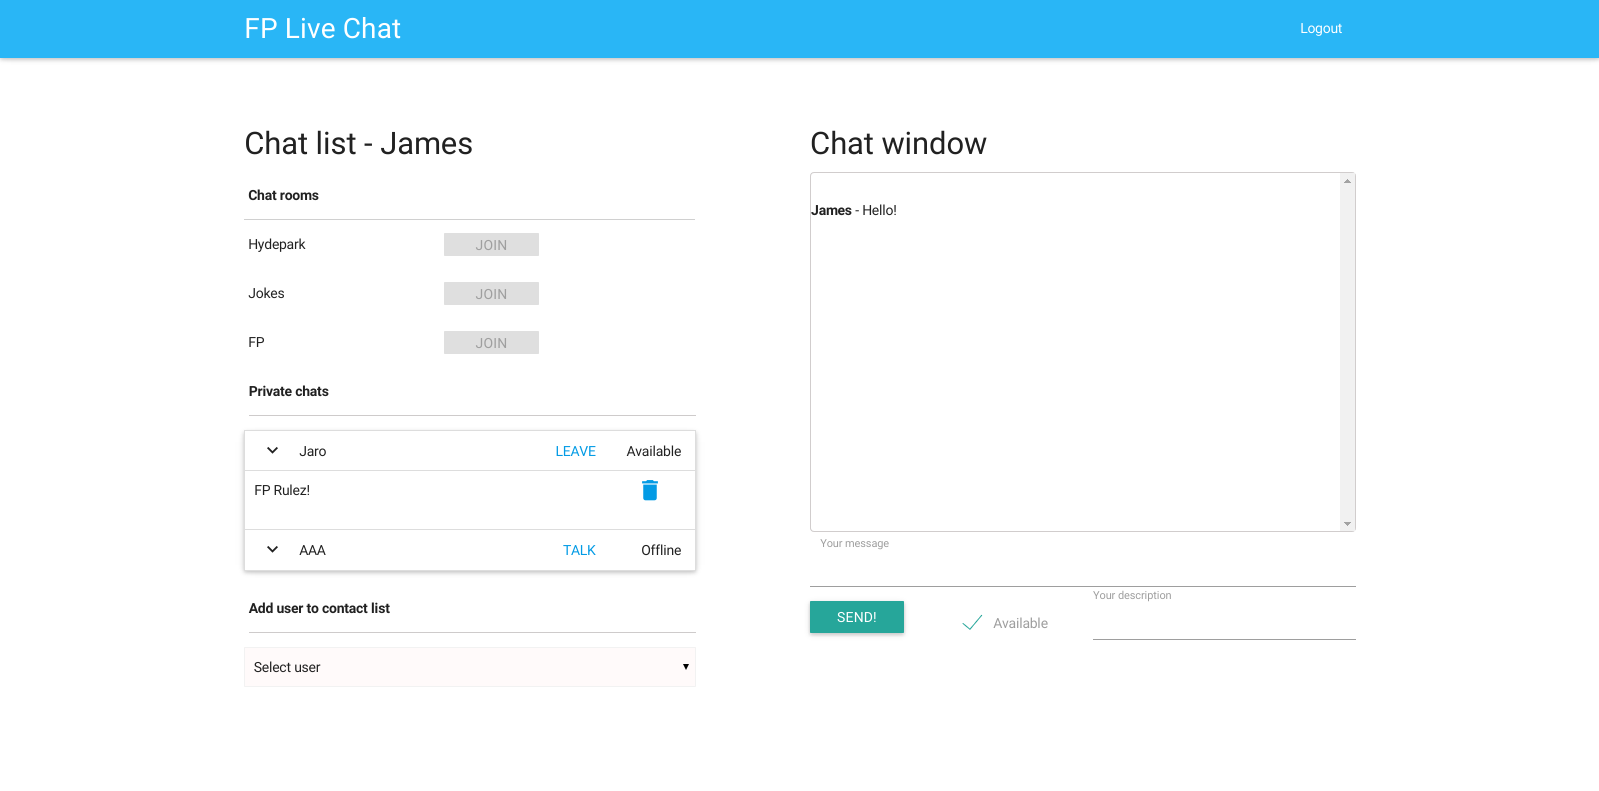 FP Live Chat
Logout
Chat list - James
Chat rooms
Hydepark JOIN
Jokes JOIN
FP JOIN
Private chats
Jaro LEAVE Available
FP Rulez!
AAA TALK Offline
Add user to contact list
Select user
Chat window
James - Hello!
Your message
SEND!
Available
Your description